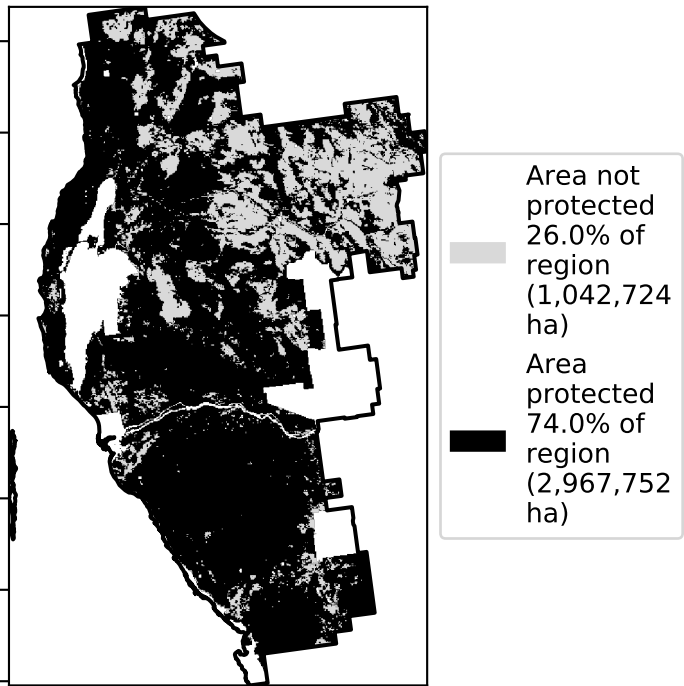 Area not
protected
26.0% of
region
(1,042,724
ha)
Area
protected
74.0% of
region
(2,967,752
ha)